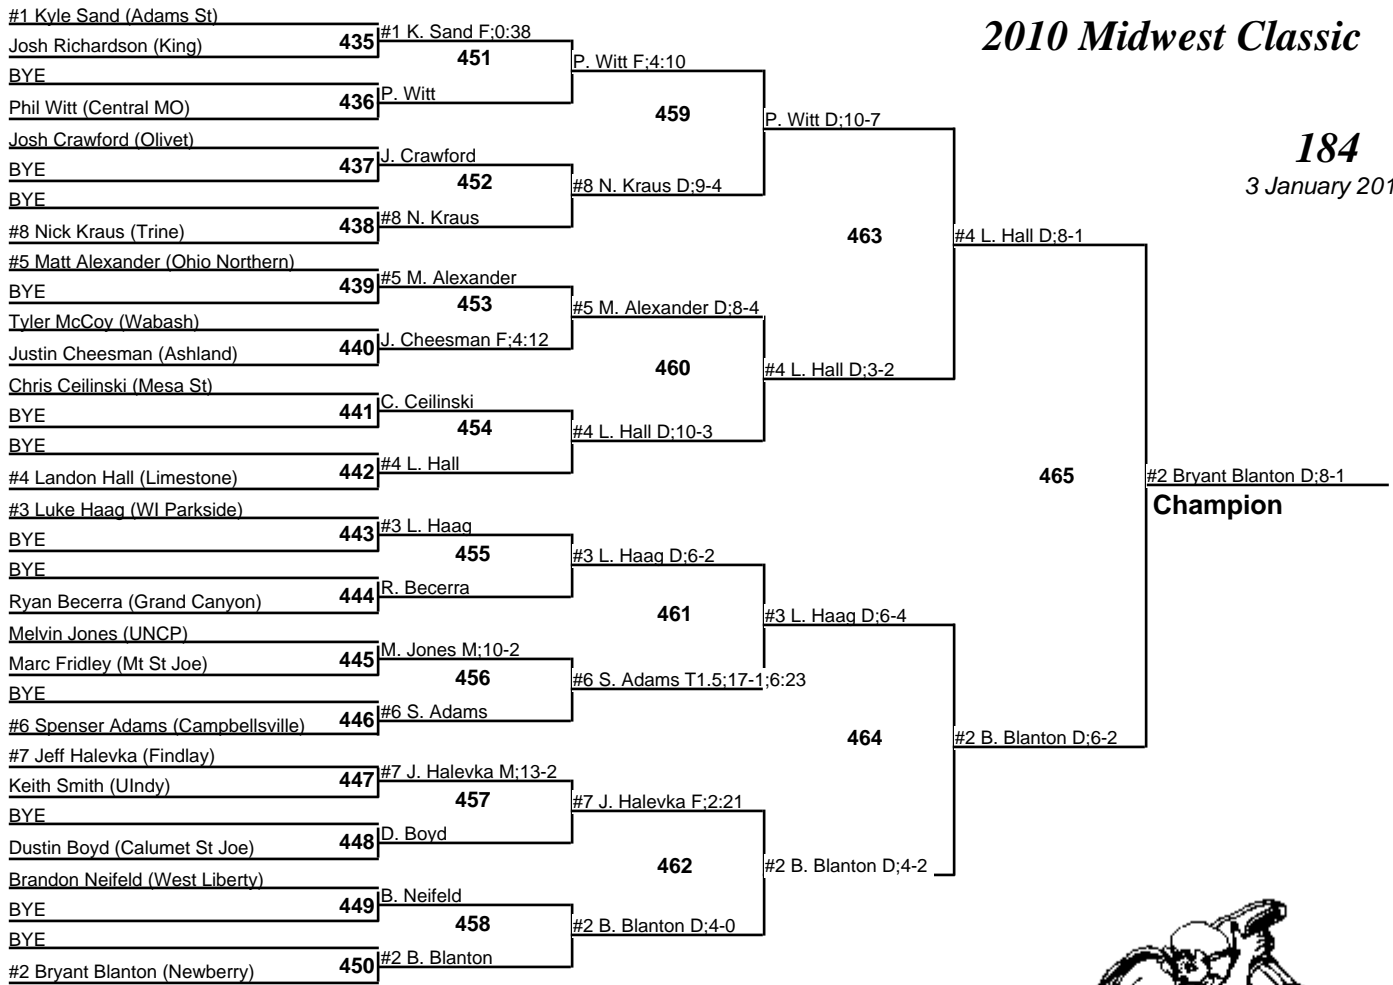 2010 Midwest Classic
184
3 January 201
#1 Kyle Sand (Adams St)
Josh Richardson (King)
BYE
Phil Witt (Central MO)
Josh Crawford (Olivet)
BYE
BYE
#8 Nick Kraus (Trine)
#5 Matt Alexander (Ohio Northern)
BYE
Tyler McCoy (Wabash)
Justin Cheesman (Ashland)
Chris Ceilinski (Mesa St)
BYE
BYE
#4 Landon Hall (Limestone)
#3 Luke Haag (WI Parkside)
BYE
BYE
Ryan Becerra (Grand Canyon)
Melvin Jones (UNCP)
Marc Fridley (Mt St Joe)
BYE
#6 Spenser Adams (Campbellsville)
#7 Jeff Halevka (Findlay)
Keith Smith (UIndy)
BYE
Dustin Boyd (Calumet St Joe)
Brandon Neifeld (West Liberty)
BYE
BYE
#2 Bryant Blanton (Newberry)
435
436
437
438
439
440
441
442
443
444
445
446
447
448
449
450
#1 K. Sand F;0:38
P. Witt
J. Crawford
#8 N. Kraus
#5 M. Alexander
J. Cheesman F;4:12
C. Ceilinski
#4 L. Hall
#3 L. Haag
R. Becerra
M. Jones M;10-2
#6 S. Adams
#7 J. Halevka M;13-2
D. Boyd
B. Neifeld
#2 B. Blanton
451
452
453
454
455
456
457
458
P. Witt F;4:10
#8 N. Kraus D;9-4
#5 M. Alexander D;8-4
#4 L. Hall D;10-3
#3 L. Haag D;6-2
#6 S. Adams T1.5;17-1;6:23
#7 J. Halevka F;2:21
#2 B. Blanton D;4-0
459
460
461
462
P. Witt D;10-7
#4 L. Hall D;3-2
#3 L. Haag D;6-4
#2 B. Blanton D;4-2
463
464
#4 L. Hall D;8-1
#2 B. Blanton D;6-2
465
#2 Bryant Blanton D;8-1
Champion